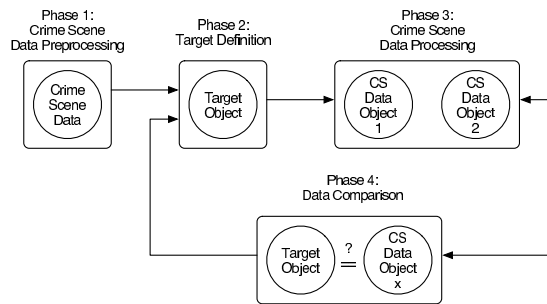 Phase 1:
Crime Scene
Data Preprocessing
Crime
Scene
Data
Phase 2:
Target Definition
Target
Object
Phase 3:
Crime Scene
Data Processing
CS
Data
Object
1
CS
Data
Object
2
Phase 4:
Data Comparison
Target
Object
?
=
CS
Data
Object
x